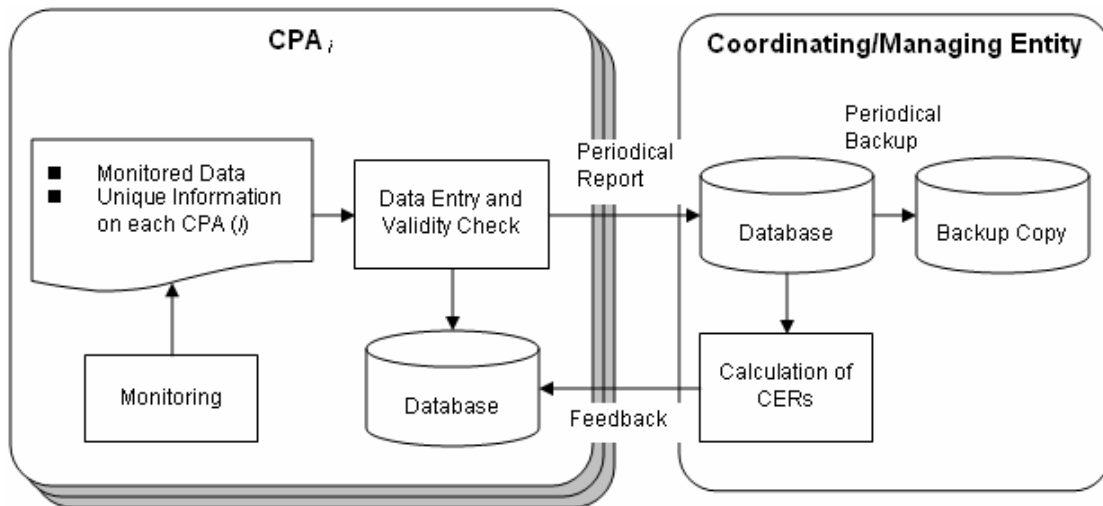 CPA i
Coordinating/Managing Entity
■ Monitored Data
■ Unique Information
on each CPA (i)
Data Entry and
Validity Check
Periodical
Report
Periodical
Backup
Database
Backup Copy
Monitoring
Database
Feedback
Calculation of
CERs